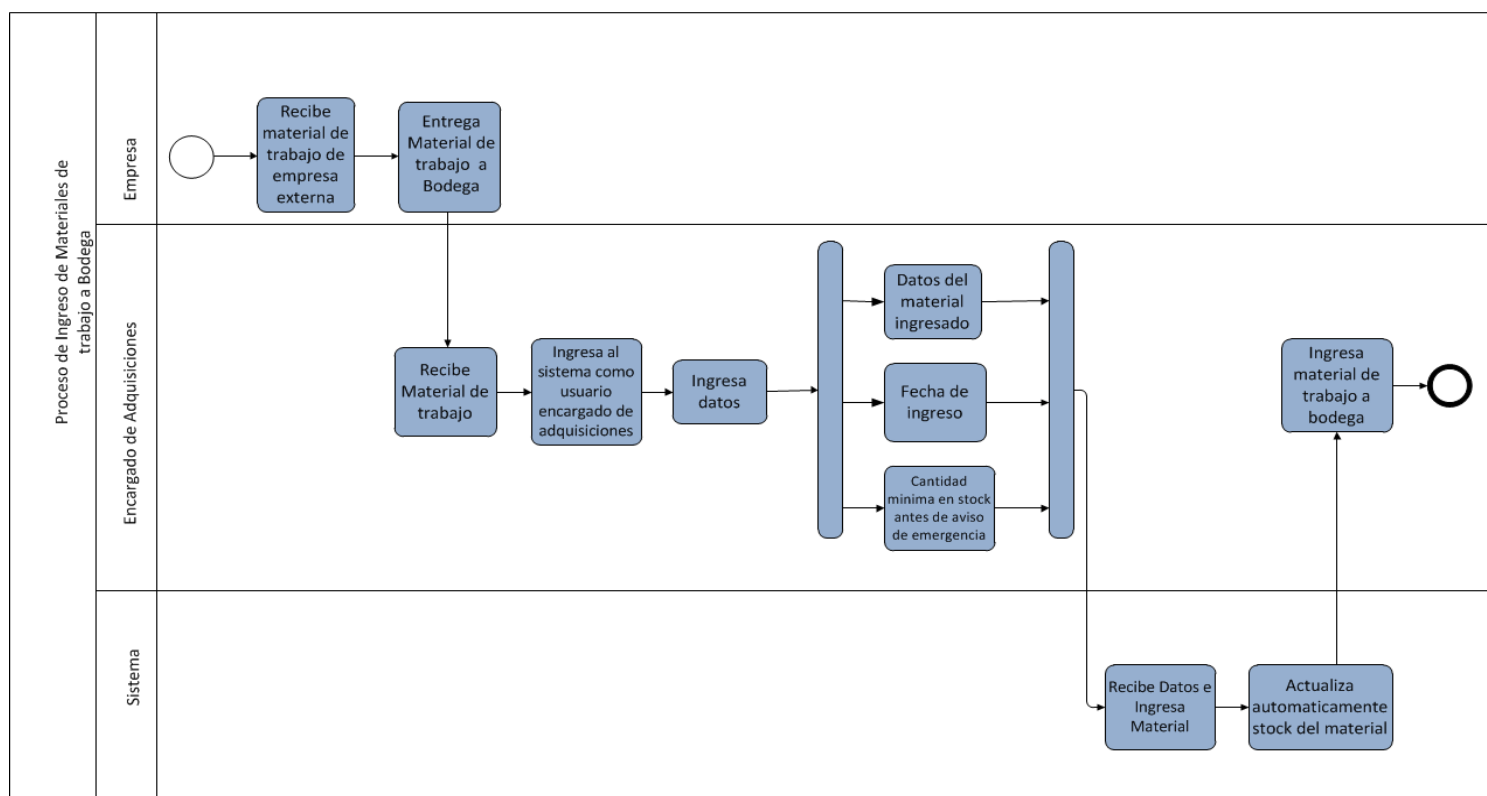 Proceso de Ingreso de Materiales de
trabajo a Bodega
Empresa
Recibe
material de
trabajo de
empresa
externa
Entrega
Material de
trabajo a
Bodega
Encargado de Adquisiciones
Recibe
Material de
trabajo
Ingresa al
sistema como
usuario
encargado de
adquisiciones
Ingresa
datos
Datos del
material
ingresado
Fecha de
ingreso
Cantidad
minima en stock
antes de aviso
de emergencia
Ingresa
material de
trabajo a
bodega
Sistema
Recibe Datos e
Ingresa
Material
Actualiza
automaticamente
stock del material